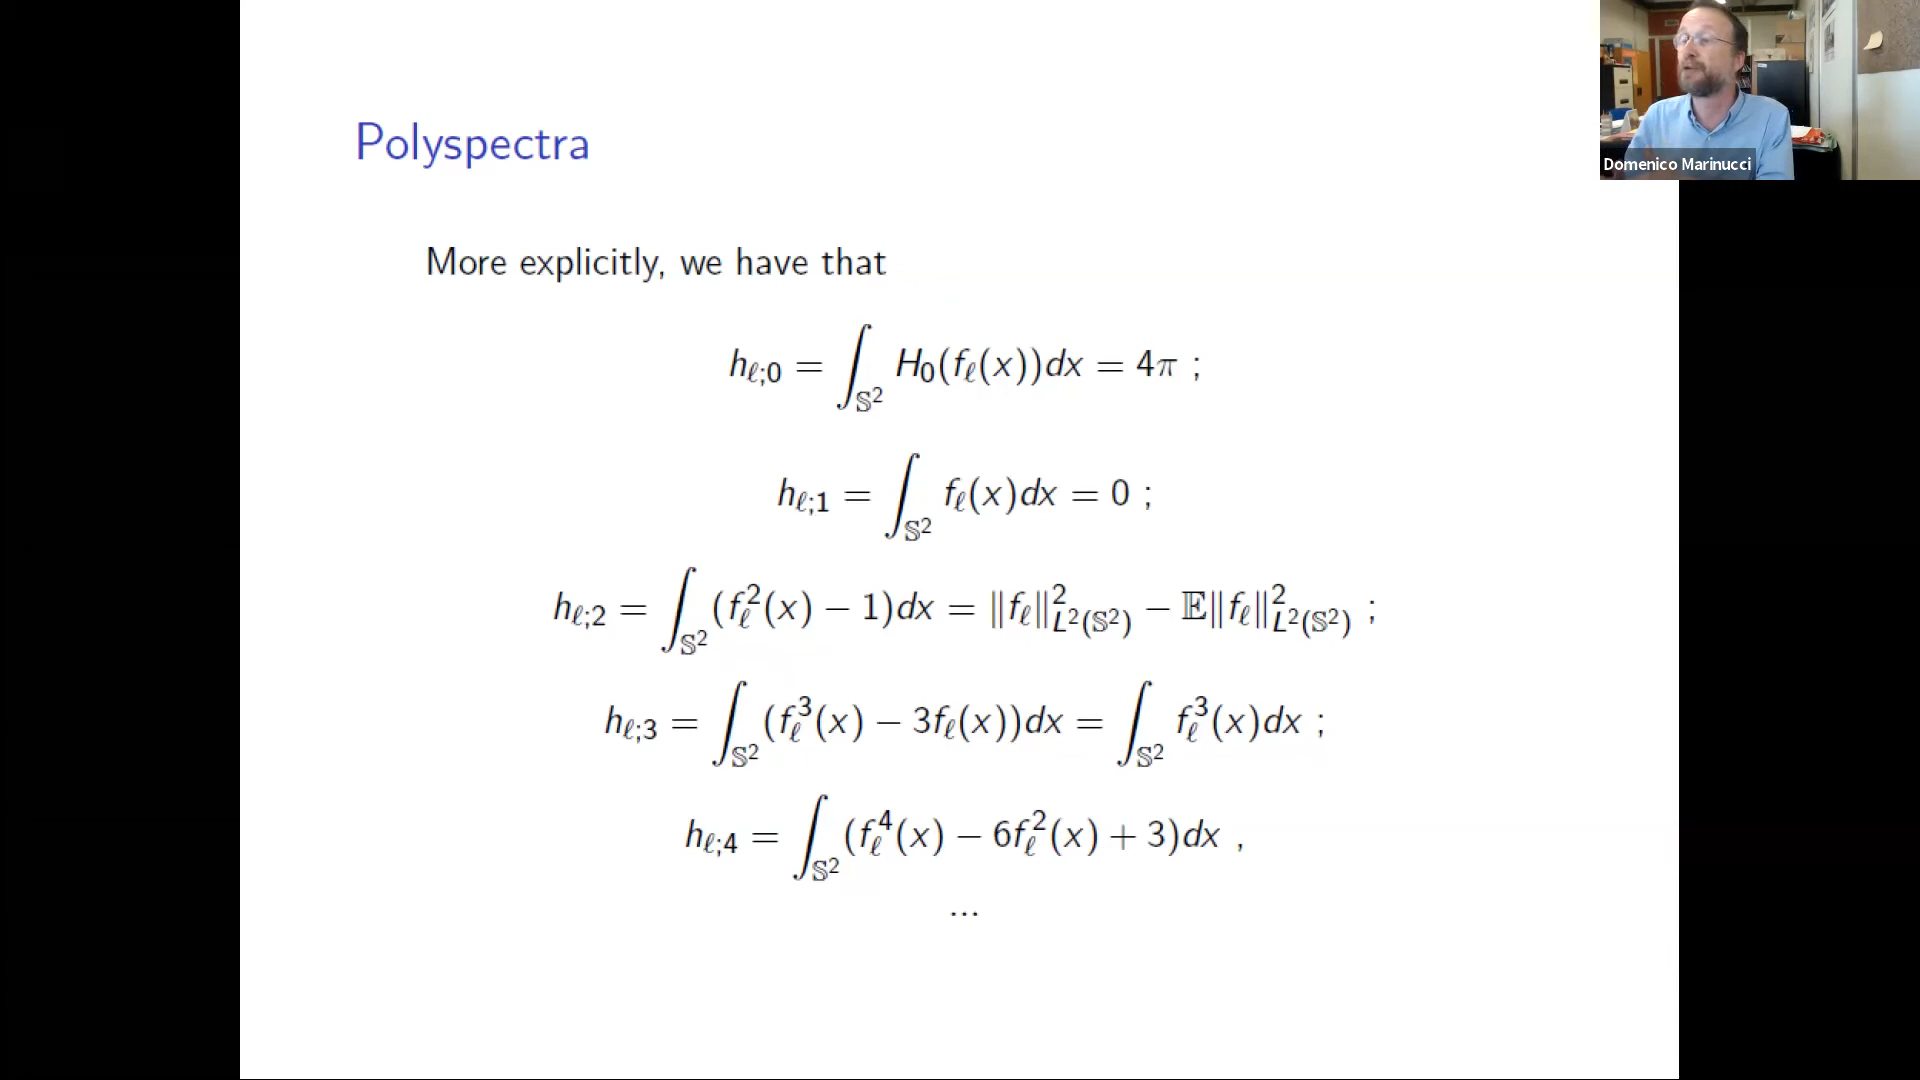 Polyspectra
Domenico Marinucci
More explicitly, we have that
h_{ℓ;0} = ∫_{𝕊²} H₀(f_ℓ(x))dx = 4π ;
h_{ℓ;1} = ∫_{𝕊²} f_ℓ(x)dx = 0 ;
h_{ℓ;2} = ∫_{𝕊²} (f_ℓ²(x) − 1)dx = ‖f_ℓ‖²_{L²(𝕊²)} − 𝔼‖f_ℓ‖²_{L²(𝕊²)} ;
h_{ℓ;3} = ∫_{𝕊²} (f_ℓ³(x) − 3f_ℓ(x))dx = ∫_{𝕊²} f_ℓ³(x)dx ;
h_{ℓ;4} = ∫_{𝕊²} (f_ℓ⁴(x) − 6f_ℓ²(x) + 3)dx ,
...